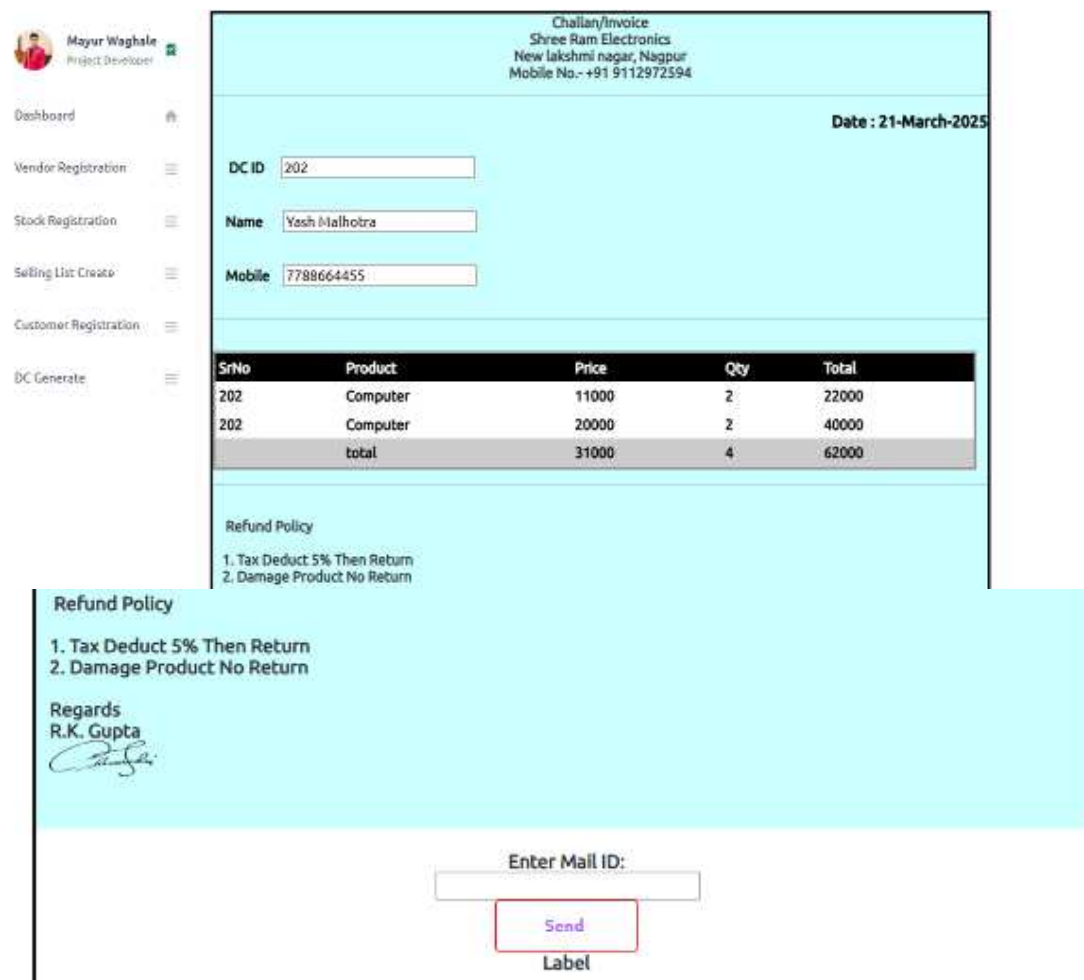 Mayur Waghale
Project Developer
Dashboard
Vendor Registration
Stock Registration
Selling List Create
Customer Registration
DC Generate
Challan/Invoice
Shree Ram Electronics
New lakshmi nagar, Nagpur
Mobile No.- +91 9112972594
Date : 21-March-2025
DC ID 202
Name Yash Malhotra
Mobile 7788664455
SrNo Product Price Qty Total
202 Computer 11000 2 22000
202 Computer 20000 2 40000
total 31000 4 62000
Refund Policy
1. Tax Deduct 5% Then Return
2. Damage Product No Return
Refund Policy
1. Tax Deduct 5% Then Return
2. Damage Product No Return
Regards
R.K. Gupta
Enter Mail ID:
Send
Label